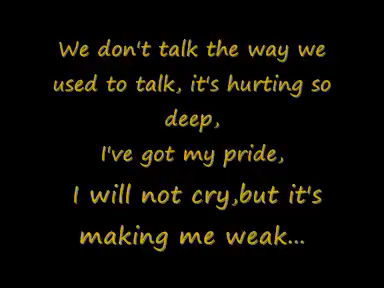 We don't talk the way we
used to talk, it's hurting so
deep,
I've got my pride,
I will not cry,but it's
making me weak...